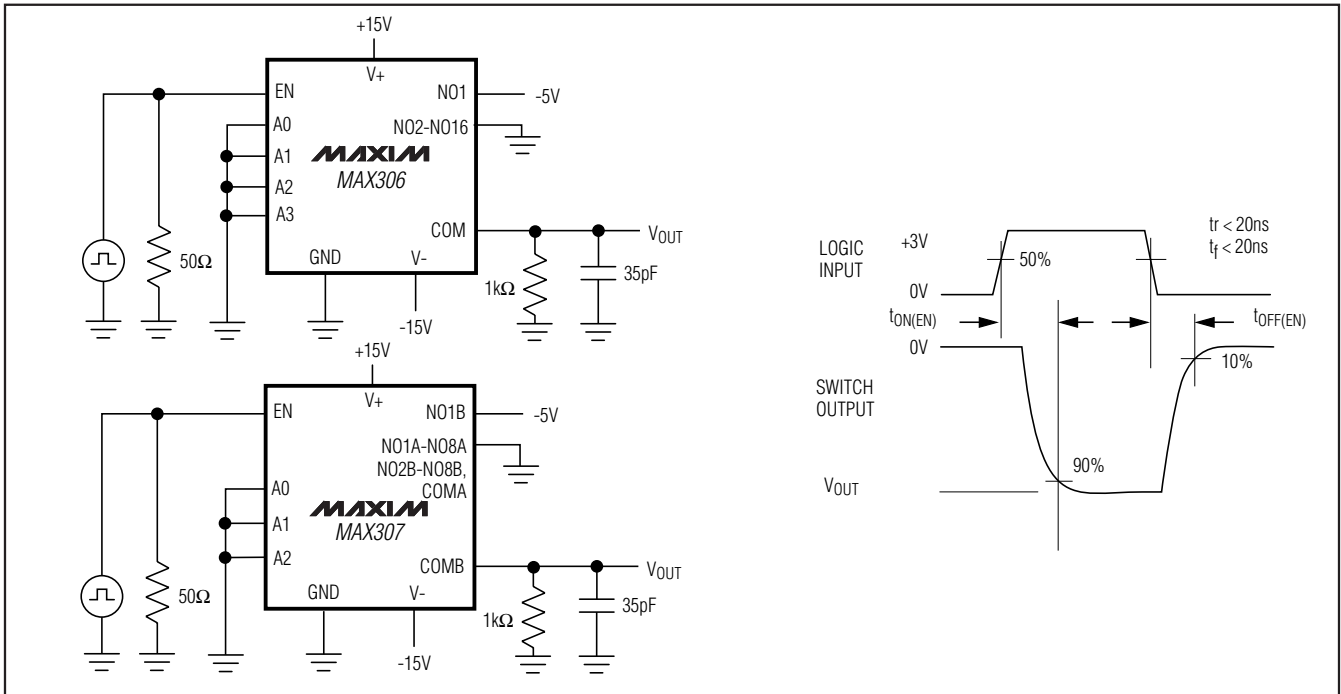 +15V
V+
EN
NO1
-5V
A0
NO2-NO16
A1
MAXIM
MAX306
A2
A3
COM
VOUT
50Ω
GND
V-
1kΩ
35pF
-15V
+15V
V+
EN
NO1B
-5V
NO1A-NO8A
NO2B-NO8B,
COMA
A0
MAXIM
A1
MAX307
A2
COMB
VOUT
50Ω
GND
V-
1kΩ
35pF
-15V
LOGIC
INPUT
+3V
50%
tr < 20ns
tf < 20ns
0V
tON(EN)
tOFF(EN)
0V
10%
SWITCH
OUTPUT
90%
VOUT